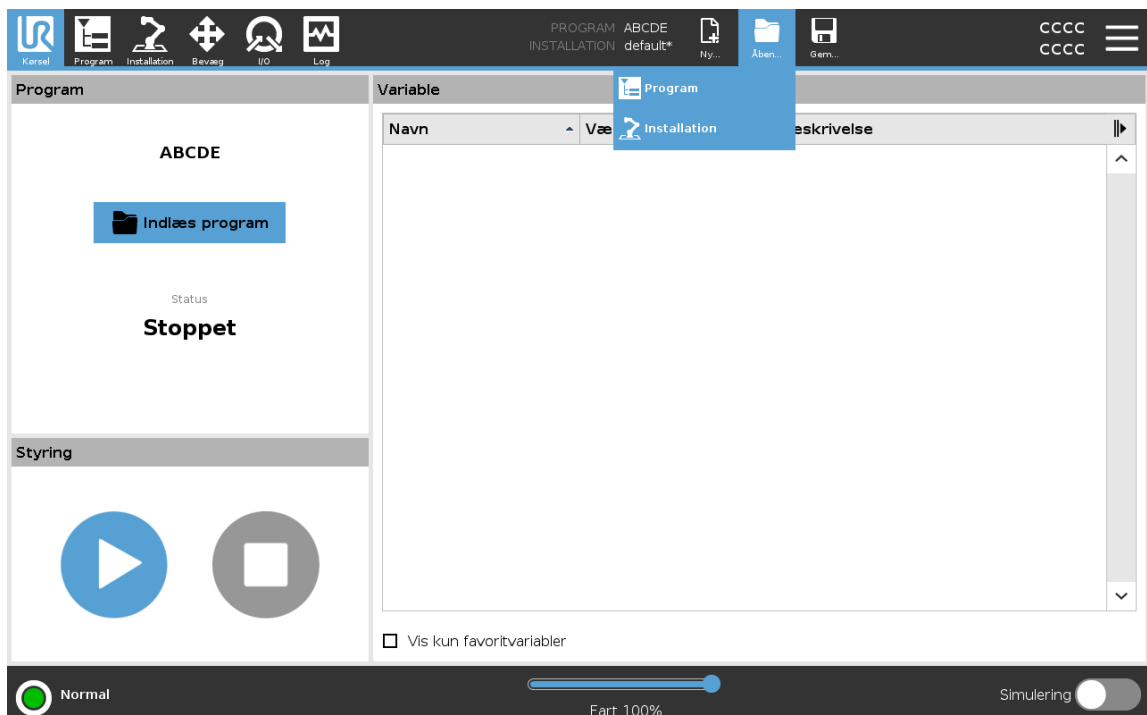 PROGRAM ABCDE
INSTALLATION default*
CCCC
CCCC
Kørsel Program Installation Bevæg I/O Log Ny... Åben... Gem...
Program
Variable
Program
Installation
Navn Væ eskrivelse
ABCDE
Indlæs program
Status
Stoppet
Styring
Vis kun favoritvariabler
Normal
Fart 100%
Simulering